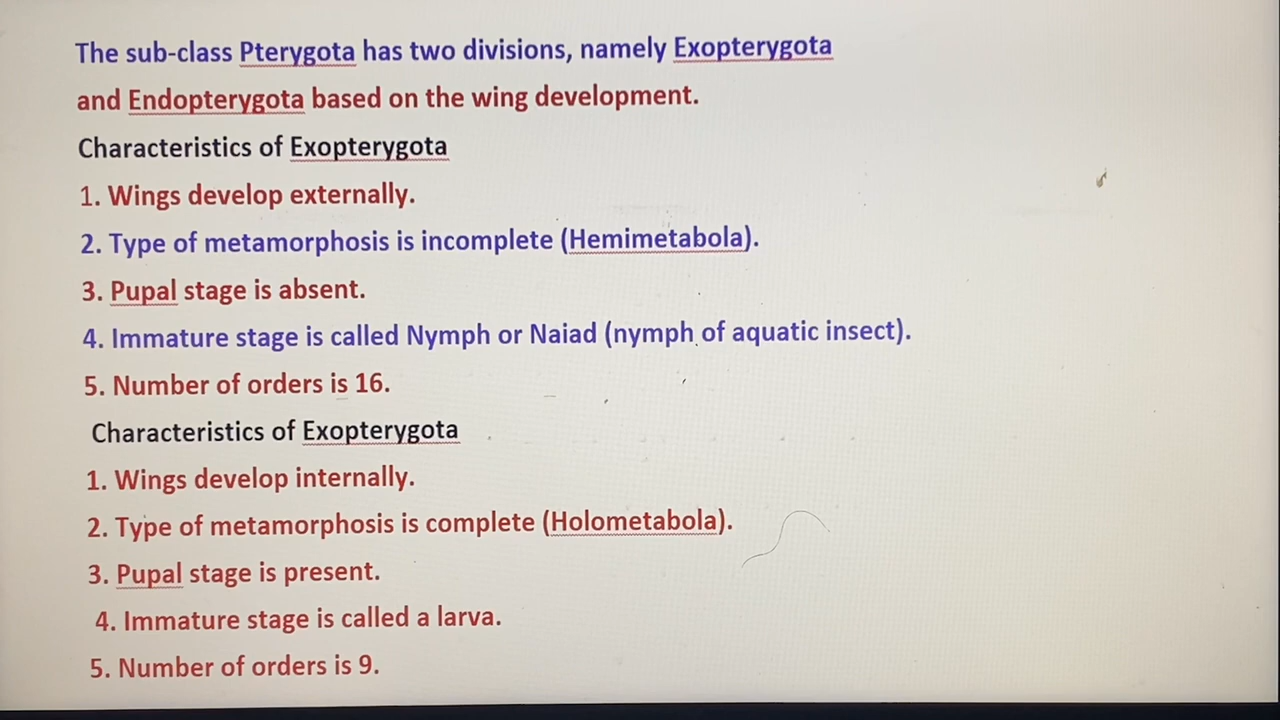 The sub-class Pterygota has two divisions, namely Exopterygota
and Endopterygota based on the wing development.
Characteristics of Exopterygota
1. Wings develop externally.
2. Type of metamorphosis is incomplete (Hemimetabola).
3. Pupal stage is absent.
4. Immature stage is called Nymph or Naiad (nymph of aquatic insect).
5. Number of orders is 16.
Characteristics of Exopterygota
1. Wings develop internally.
2. Type of metamorphosis is complete (Holometabola).
3. Pupal stage is present.
4. Immature stage is called a larva.
5. Number of orders is 9.